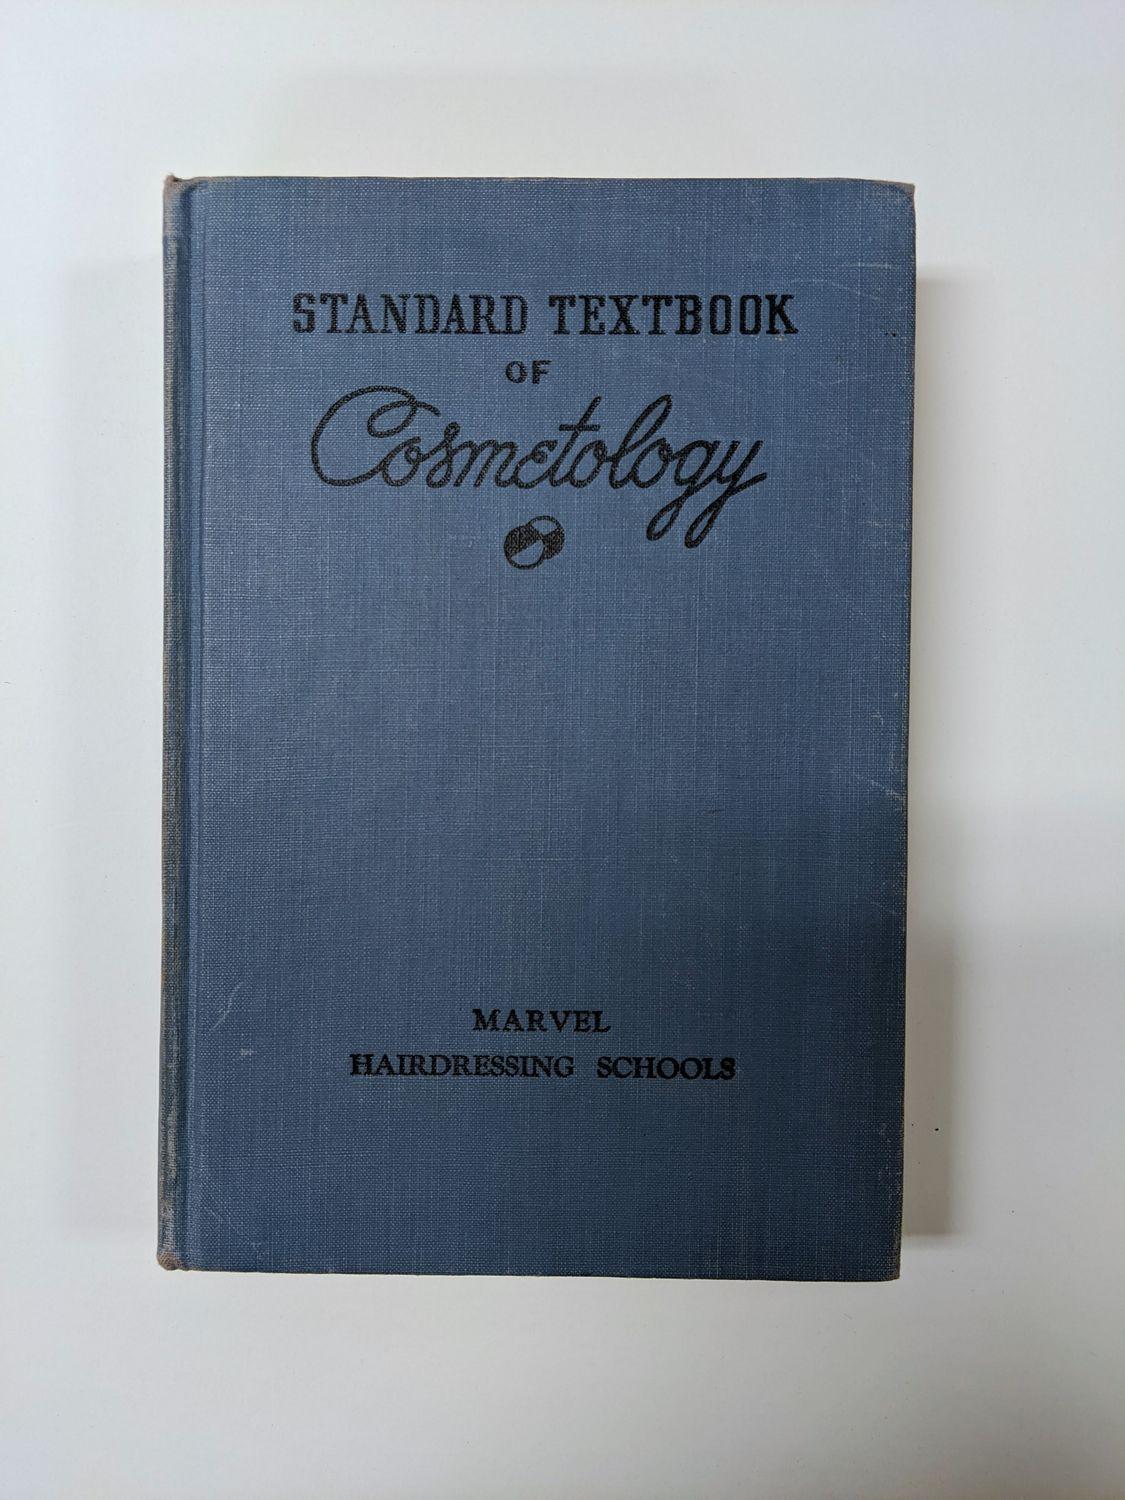 STANDARD TEXTBOOK
OF
Cosmetology
MARVEL
HAIRDRESSING SCHOOLS